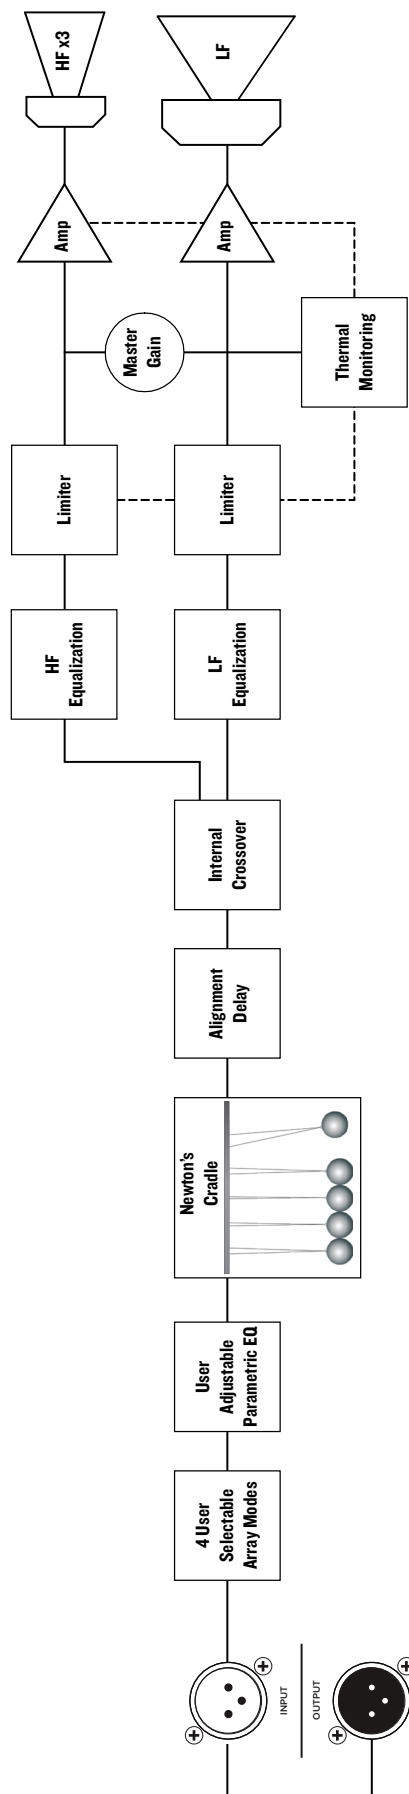 INPUT
OUTPUT
4 User
Selectable
Array Modes
User
Adjustable
Parametric EQ
Newton's
Cradle
Alignment
Delay
Internal
Crossover
HF
Equalization
LF
Equalization
Limiter
Limiter
Master
Gain
Thermal
Monitoring
Amp
Amp
HF x3
LF